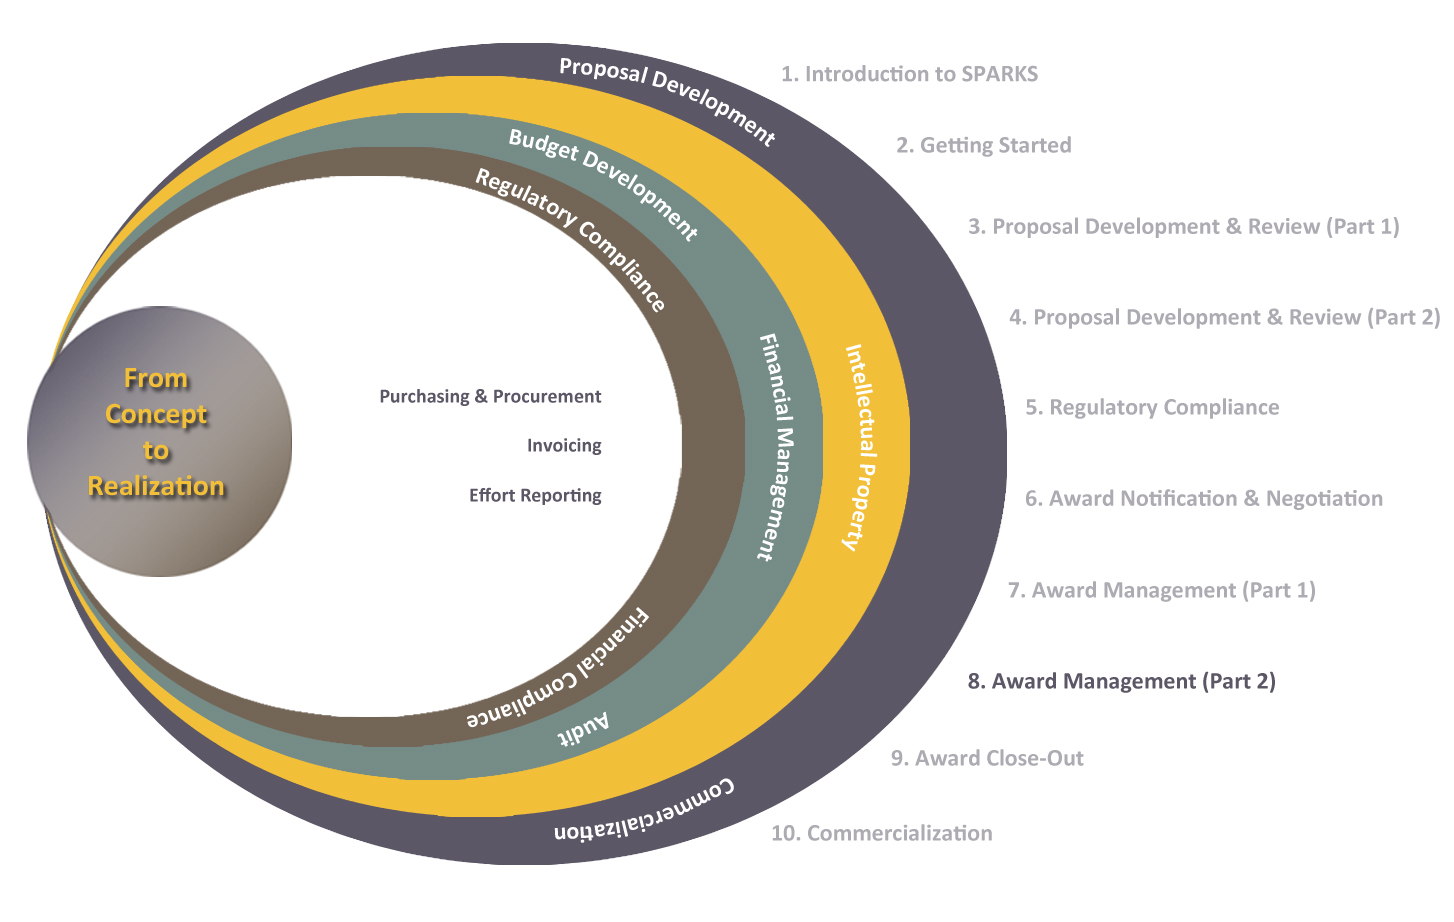 From
Concept
to
Realization
Proposal Development
Budget Development
Regulatory Compliance
Financial Management
Intellectual Property
Financial Compliance
Audit
Commercialization
Purchasing & Procurement
Invoicing
Effort Reporting
1. Introduction to SPARKS
2. Getting Started
3. Proposal Development & Review (Part 1)
4. Proposal Development & Review (Part 2)
5. Regulatory Compliance
6. Award Notification & Negotiation
7. Award Management (Part 1)
8. Award Management (Part 2)
9. Award Close-Out
10. Commercialization